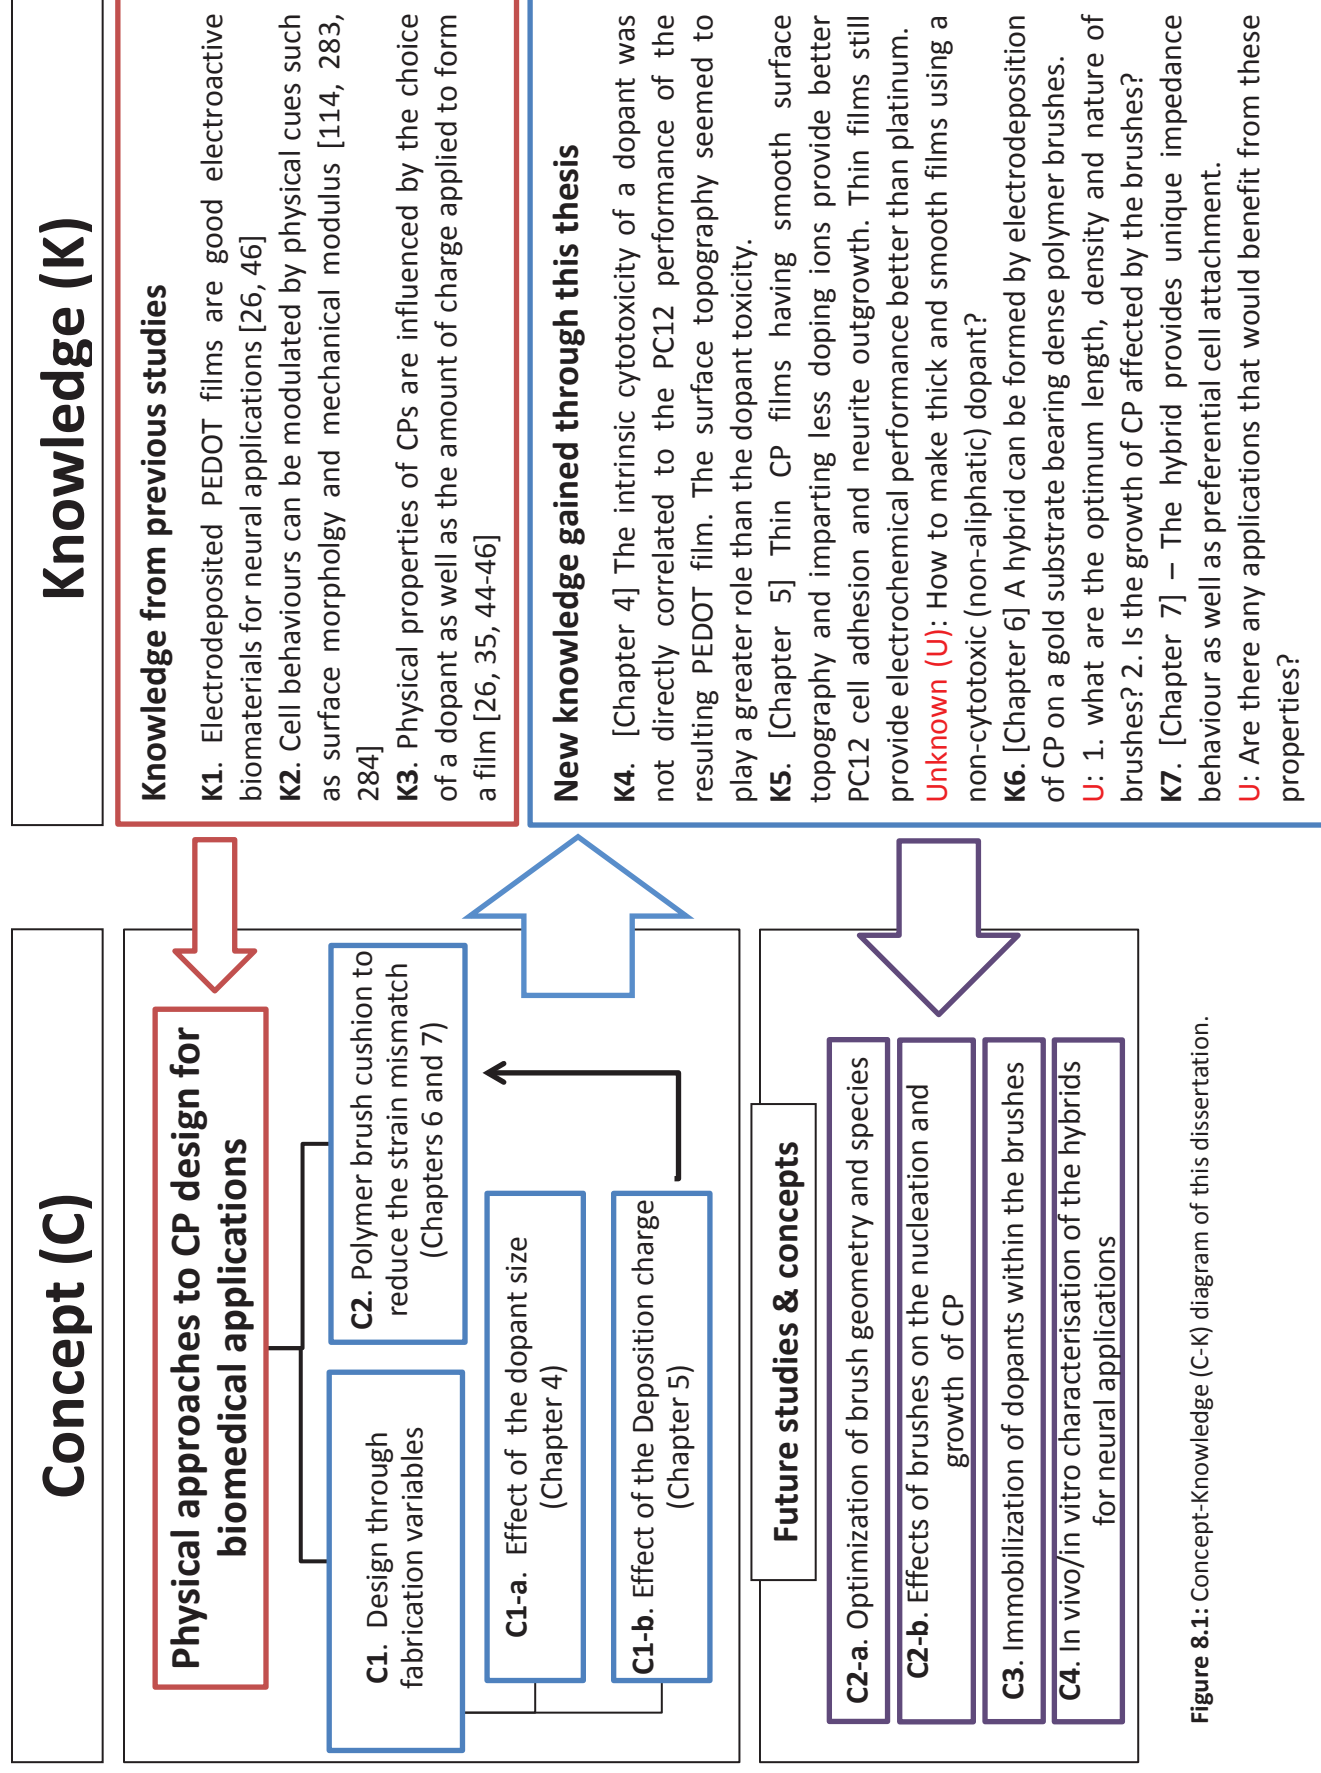 Concept (C)
Physical approaches to CP design for
biomedical applications
C1. Design through
fabrication variables
C2. Polymer brush cushion to
reduce the strain mismatch
(Chapters 6 and 7)
C1-a. Effect of the dopant size
(Chapter 4)
C1-b. Effect of the Deposition charge
(Chapter 5)
Future studies & concepts
C2-a. Optimization of brush geometry and species
C2-b. Effects of brushes on the nucleation and
growth of CP
C3. Immobilization of dopants within the brushes
C4. In vivo/in vitro characterisation of the hybrids
for neural applications
Knowledge (K)
Knowledge from previous studies
K1. Electrodeposited PEDOT films are good electroactive
biomaterials for neural applications [26, 46]
K2. Cell behaviours can be modulated by physical cues such
as surface morpholgy and mechanical modulus [114, 283,
284]
K3. Physical properties of CPs are influenced by the choice
of a dopant as well as the amount of charge applied to form
a film [26, 35, 44-46]
New knowledge gained through this thesis
K4. [Chapter 4] The intrinsic cytotoxicity of a dopant was
not directly correlated to the PC12 performance of the
resulting PEDOT film. The surface topography seemed to
play a greater role than the dopant toxicity.
K5. [Chapter 5] Thin CP films having smooth surface
topography and imparting less doping ions provide better
PC12 cell adhesion and neurite outgrowth. Thin films still
provide electrochemical performance better than platinum.
Unknown (U): How to make thick and smooth films using a
non-cytotoxic (non-aliphatic) dopant?
K6. [Chapter 6] A hybrid can be formed by electrodeposition
of CP on a gold substrate bearing dense polymer brushes.
U: 1. what are the optimum length, density and nature of
brushes? 2. Is the growth of CP affected by the brushes?
K7. [Chapter 7] – The hybrid provides unique impedance
behaviour as well as preferential cell attachment.
U: Are there any applications that would benefit from these
properties?
Figure 8.1: Concept-Knowledge (C-K) diagram of this dissertation.